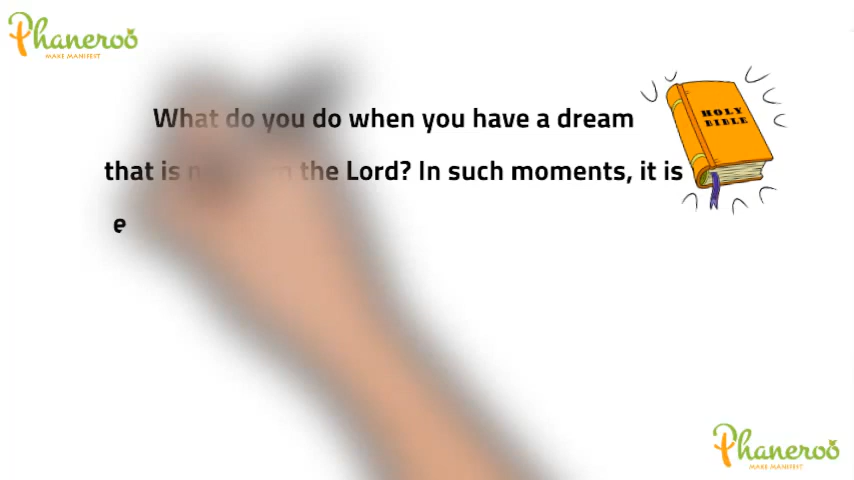 Phaneroo
MAKE MANIFEST
What do you do when you have a dream
that is the Lord? In such moments, it is
e
HOLY
BIBLE
Phaneroo
MAKE MANIFEST